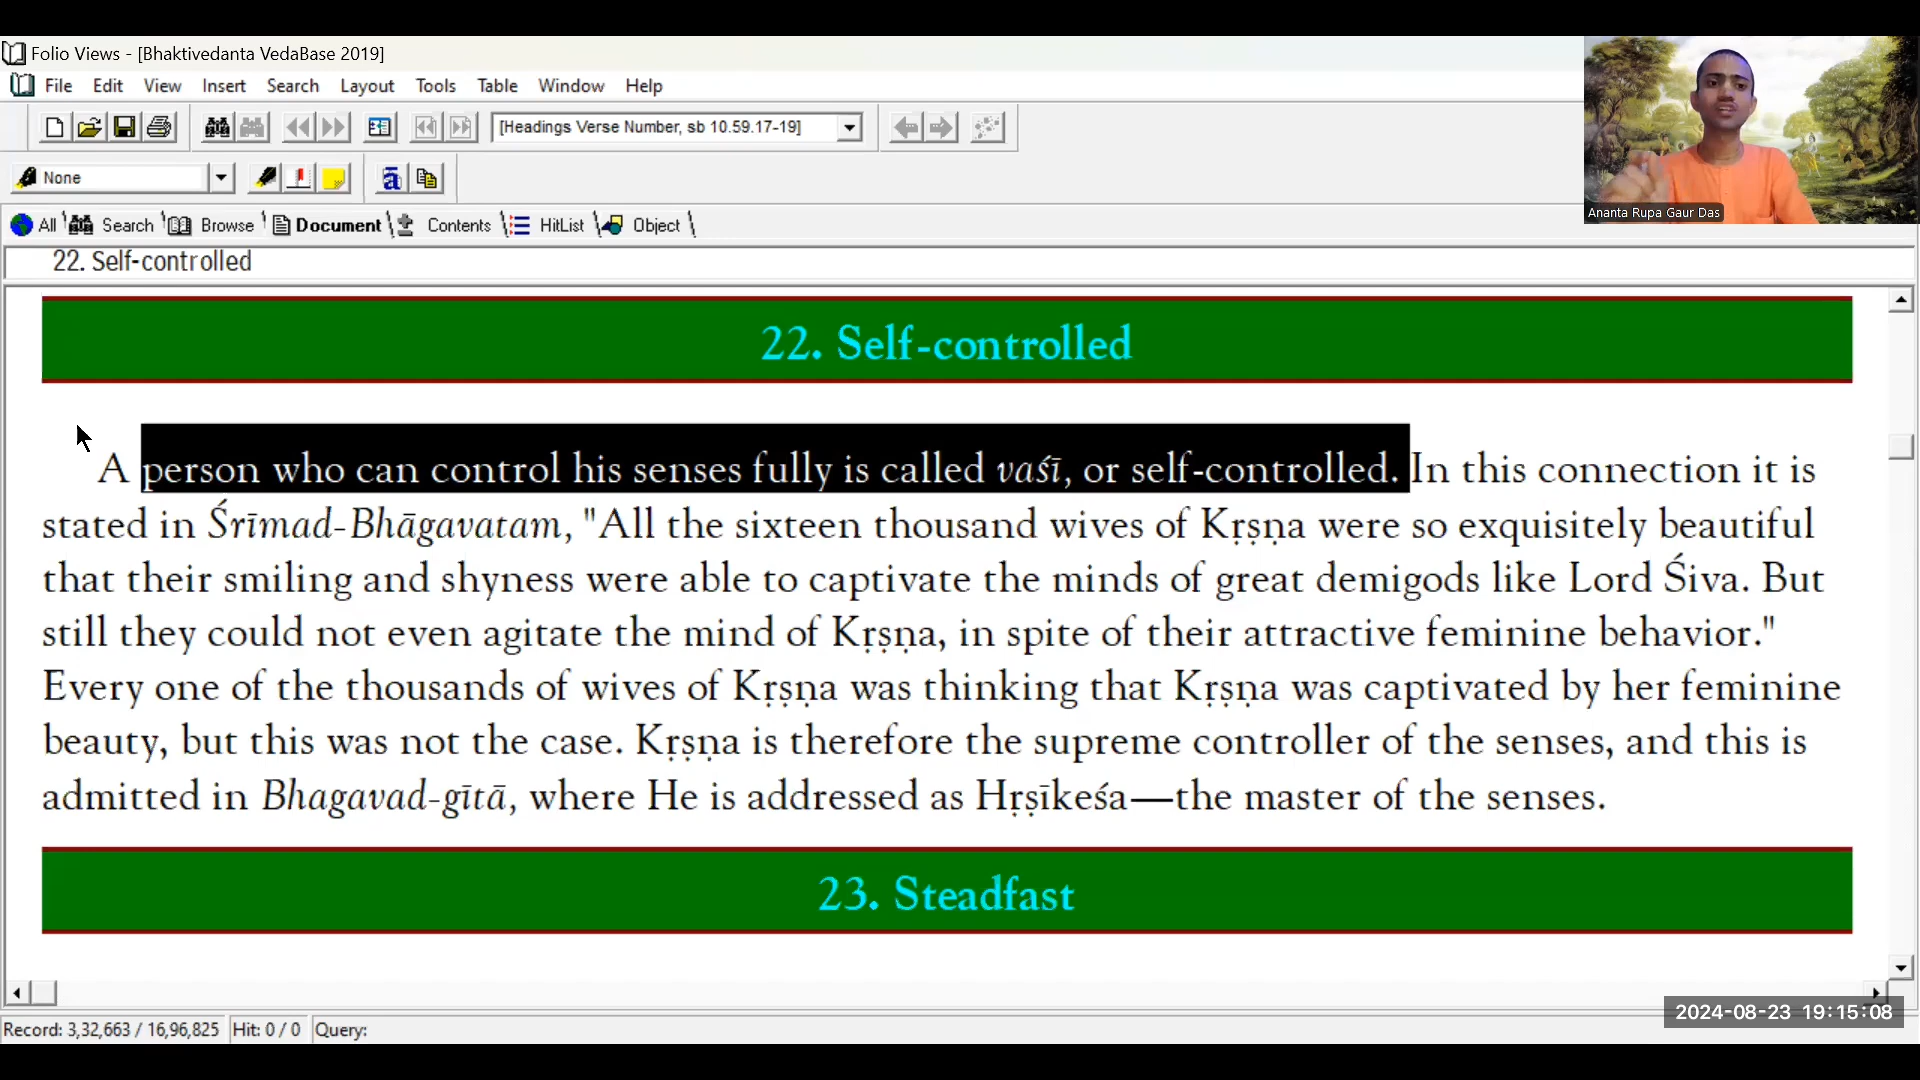 Folio Views - [Bhaktivedanta VedaBase 2019]
File Edit View Insert Search Layout Tools Table Window Help
[Headings Verse Number, sb 10.59.17-19]
None
All Search Browse Document Contents HitList Object
Ananta Rupa Gaur Das
22. Self-controlled
22. Self-controlled
A person who can control his senses fully is called vaśī, or self-controlled. In this connection it is
stated in Śrīmad-Bhāgavatam, "All the sixteen thousand wives of Kṛṣṇa were so exquisitely beautiful
that their smiling and shyness were able to captivate the minds of great demigods like Lord Śiva. But
still they could not even agitate the mind of Kṛṣṇa, in spite of their attractive feminine behavior."
Every one of the thousands of wives of Kṛṣṇa was thinking that Kṛṣṇa was captivated by her feminine
beauty, but this was not the case. Kṛṣṇa is therefore the supreme controller of the senses, and this is
admitted in Bhagavad-gītā, where He is addressed as Hṛṣīkeśa—the master of the senses.
23. Steadfast
2024-08-23 19:15:08
Record: 3,32,663 / 16,96,825 Hit: 0 / 0 Query: